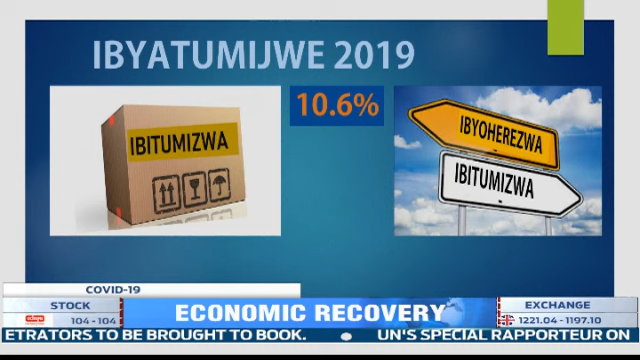 IBYATUMIJWE 2019
IBITUMIZWA
10.6%
IBYOHEREZWA
IBITUMIZWA
COVID-19
STOCK
104 - 104
ECONOMIC RECOVERY
EXCHANGE
1221.04 - 1197.10
ETRATORS TO BE BROUGHT TO BOOK. ● UN'S SPECIAL RAPPORTEUR ON